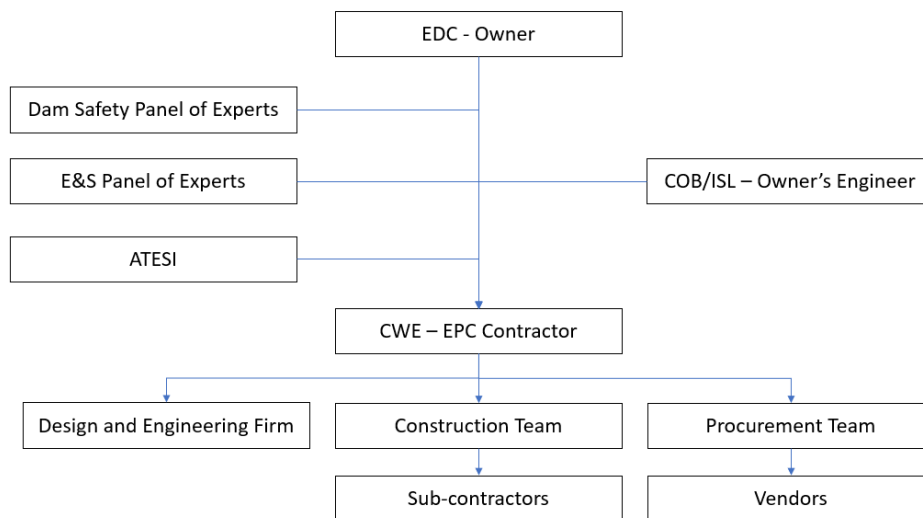 EDC - Owner
Dam Safety Panel of Experts
E&S Panel of Experts
COB/ISL – Owner’s Engineer
ATESI
CWE – EPC Contractor
Design and Engineering Firm
Construction Team
Procurement Team
Sub-contractors
Vendors